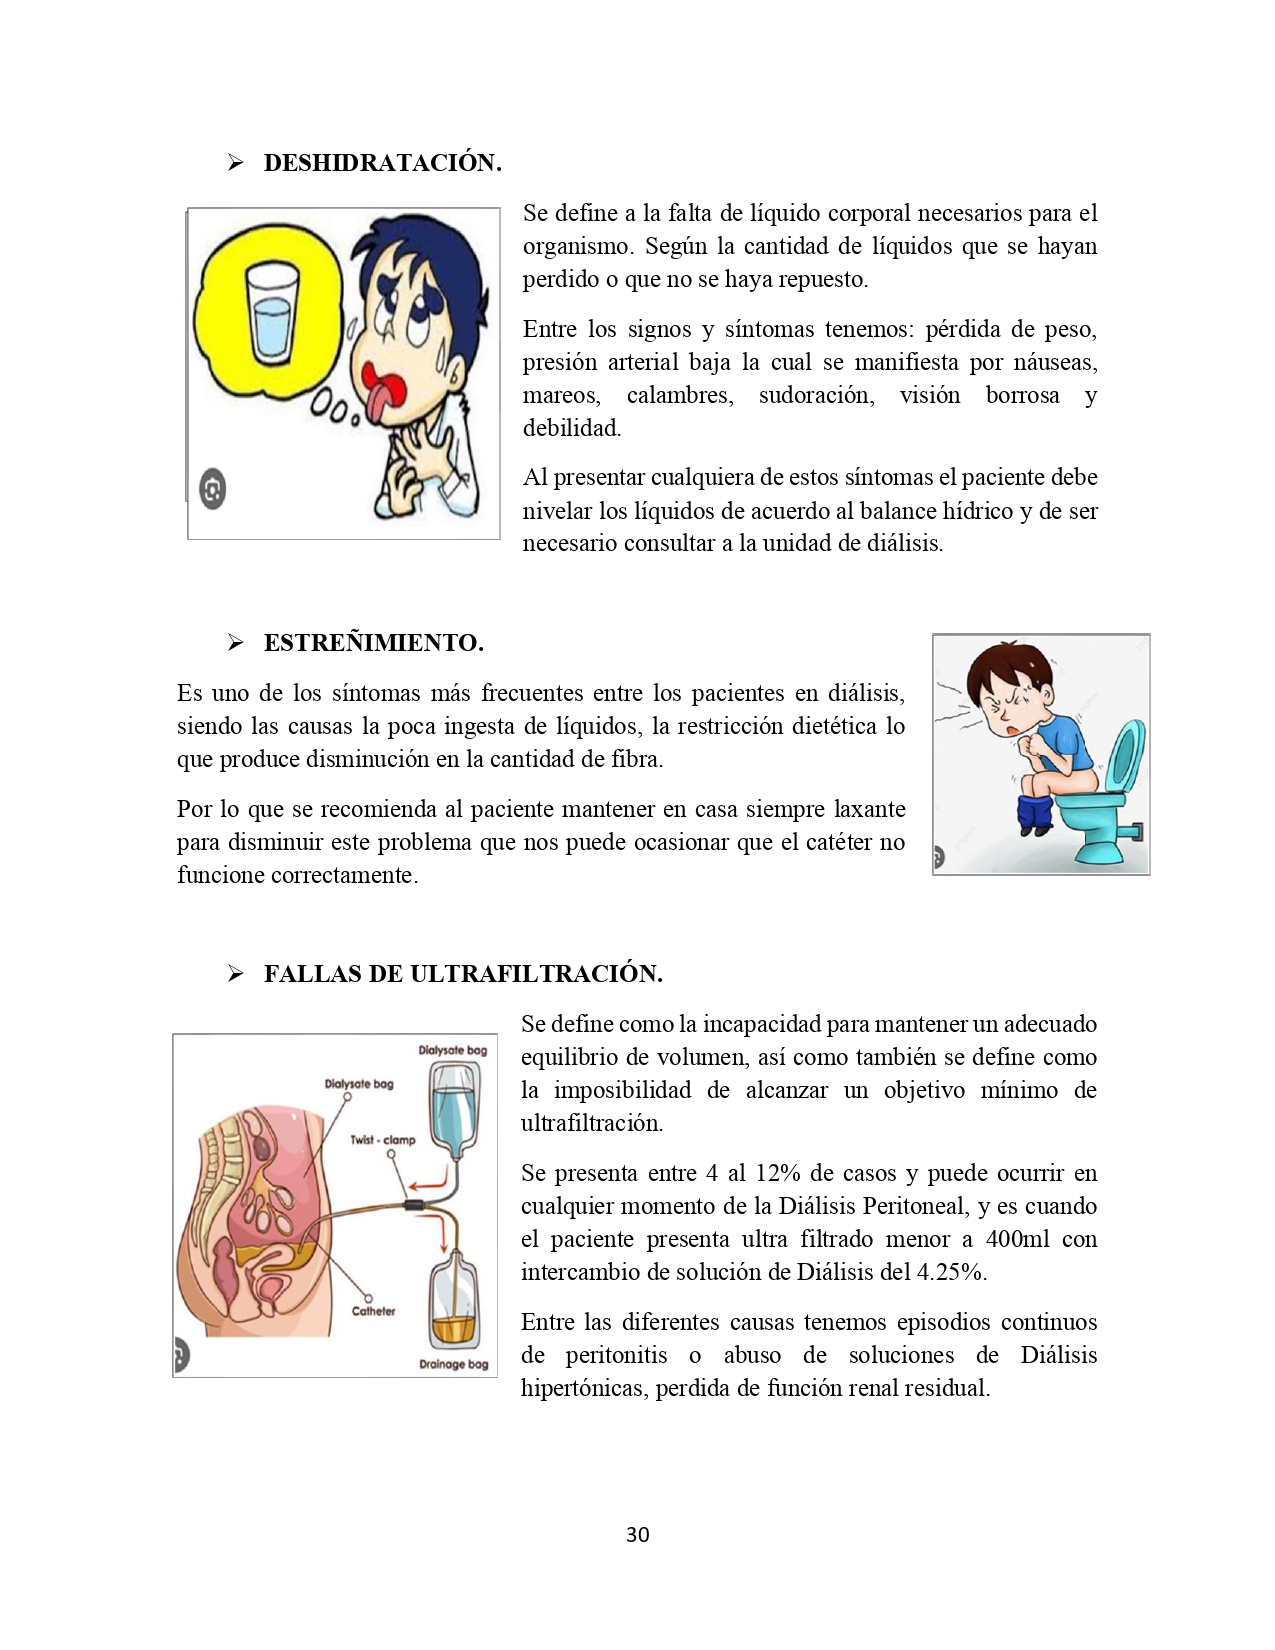 ➢ DESHIDRATACIÓN.
Se define a la falta de líquido corporal necesarios para el
organismo. Según la cantidad de líquidos que se hayan
perdido o que no se haya repuesto.
Entre los signos y síntomas tenemos: pérdida de peso,
presión arterial baja la cual se manifiesta por náuseas,
mareos, calambres, sudoración, visión borrosa y
debilidad.
Al presentar cualquiera de estos síntomas el paciente debe
nivelar los líquidos de acuerdo al balance hídrico y de ser
necesario consultar a la unidad de diálisis.
➢ ESTREÑIMIENTO.
Es uno de los síntomas más frecuentes entre los pacientes en diálisis,
siendo las causas la poca ingesta de líquidos, la restricción dietética lo
que produce disminución en la cantidad de fibra.
Por lo que se recomienda al paciente mantener en casa siempre laxante
para disminuir este problema que nos puede ocasionar que el catéter no
funcione correctamente.
➢ FALLAS DE ULTRAFILTRACIÓN.
Dialysate bag
Dialysate bag
Twist - clamp
Catheter
Drainage bag
Se define como la incapacidad para mantener un adecuado
equilibrio de volumen, así como también se define como
la imposibilidad de alcanzar un objetivo mínimo de
ultrafiltración.
Se presenta entre 4 al 12% de casos y puede ocurrir en
cualquier momento de la Diálisis Peritoneal, y es cuando
el paciente presenta ultra filtrado menor a 400ml con
intercambio de solución de Diálisis del 4.25%.
Entre las diferentes causas tenemos episodios continuos
de peritonitis o abuso de soluciones de Diálisis
hipertónicas, perdida de función renal residual.
30